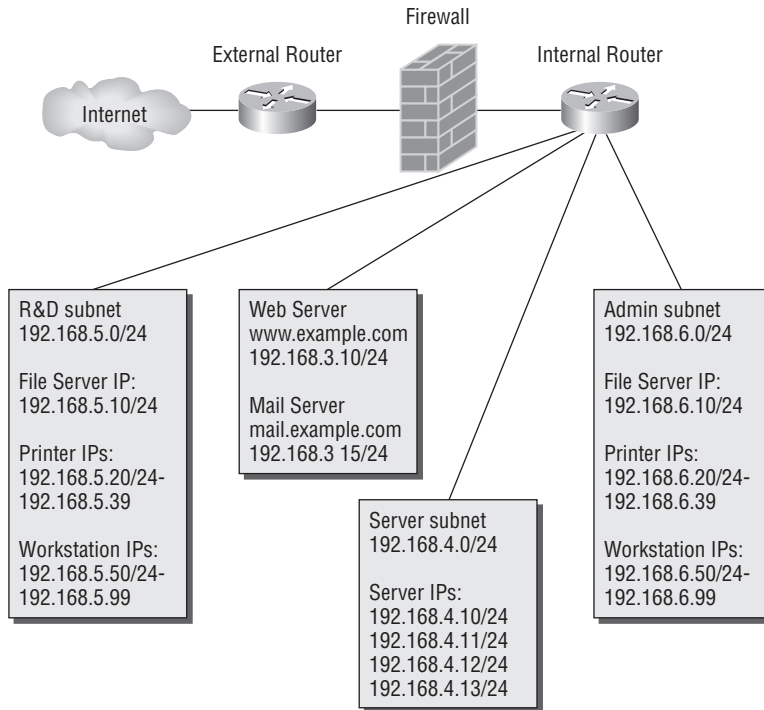 Firewall
External Router
Internal Router
Internet
R&D subnet
192.168.5.0/24
File Server IP:
192.168.5.10/24
Printer IPs:
192.168.5.20/24-
192.168.5.39
Workstation IPs:
192.168.5.50/24-
192.168.5.99
Web Server
www.example.com
192.168.3.10/24
Mail Server
mail.example.com
192.168.3 15/24
Server subnet
192.168.4.0/24
Server IPs:
192.168.4.10/24
192.168.4.11/24
192.168.4.12/24
192.168.4.13/24
Admin subnet
192.168.6.0/24
File Server IP:
192.168.6.10/24
Printer IPs:
192.168.6.20/24-
192.168.6.39
Workstation IPs:
192.168.6.50/24-
192.168.6.99